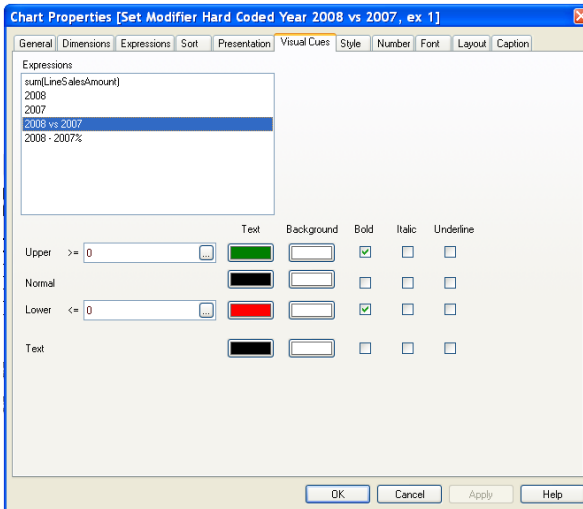 Chart Properties [Set Modifier Hard Coded Year 2008 vs 2007, ex 1]
General Dimensions Expressions Sort Presentation Visual Cues Style Number Font Layout Caption
Expressions
sum(LineSalesAmount)
2008
2007
2008 vs 2007
2008 - 2007%
Text Background Bold Italic Underline
Upper >= 0 ...
Normal
Lower <= 0 ...
Text
OK Cancel Apply Help